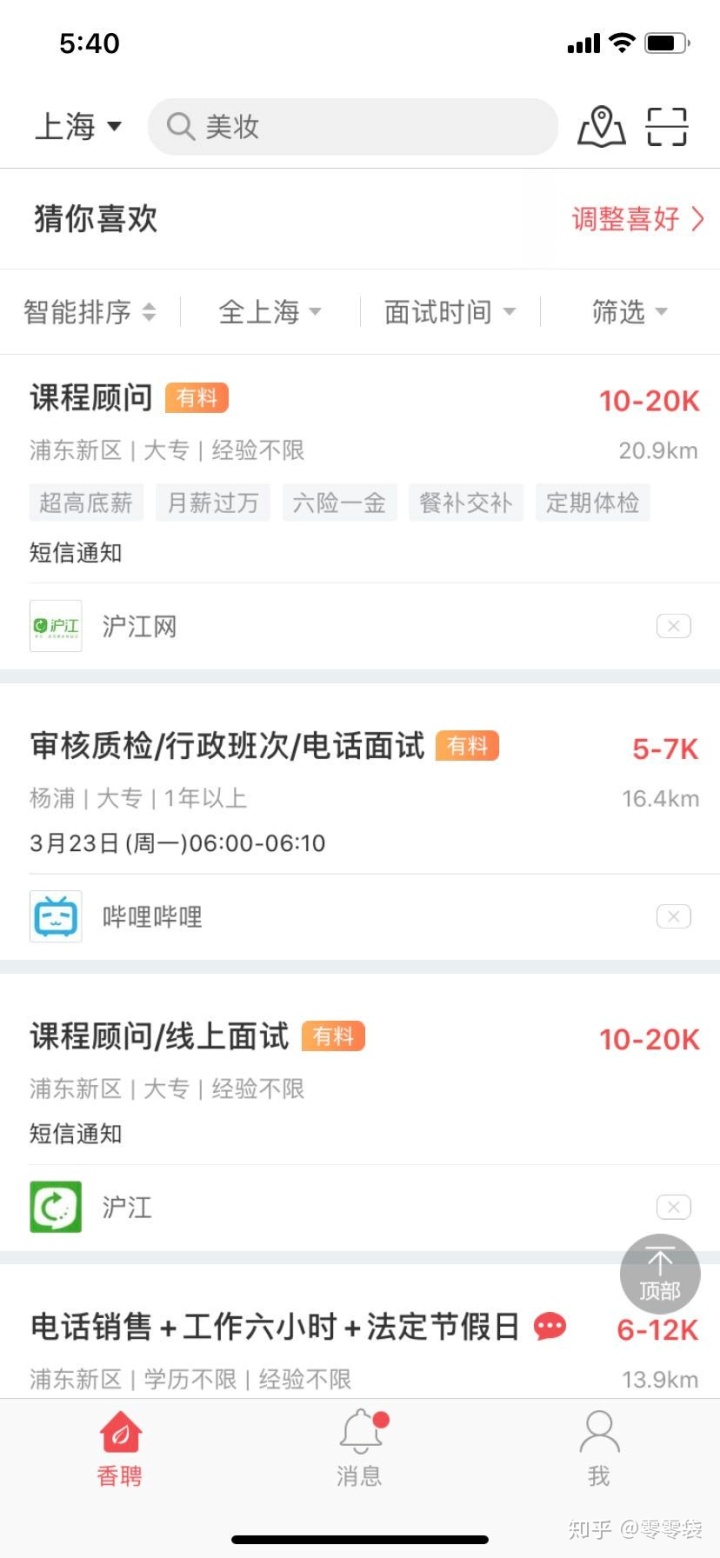 5:40
上海 美妆
猜你喜欢 调整喜好
智能排序 全上海 面试时间 筛选
课程顾问 有料 10-20K
浦东新区 | 大专 | 经验不限 20.9km
超高底薪 月薪过万 六险一金 餐补交补 定期体检
短信通知
沪江 沪江网
审核质检/行政班次/电话面试 有料 5-7K
杨浦 | 大专 | 1年以上 16.4km
3月23日(周一)06:00-06:10
哔哩哔哩
课程顾问/线上面试 有料 10-20K
浦东新区 | 大专 | 经验不限
短信通知
沪江
顶部
电话销售+工作六小时+法定节假日 6-12K
浦东新区 | 学历不限 | 经验不限 13.9km
香聘 消息 我
知乎 @零零袋